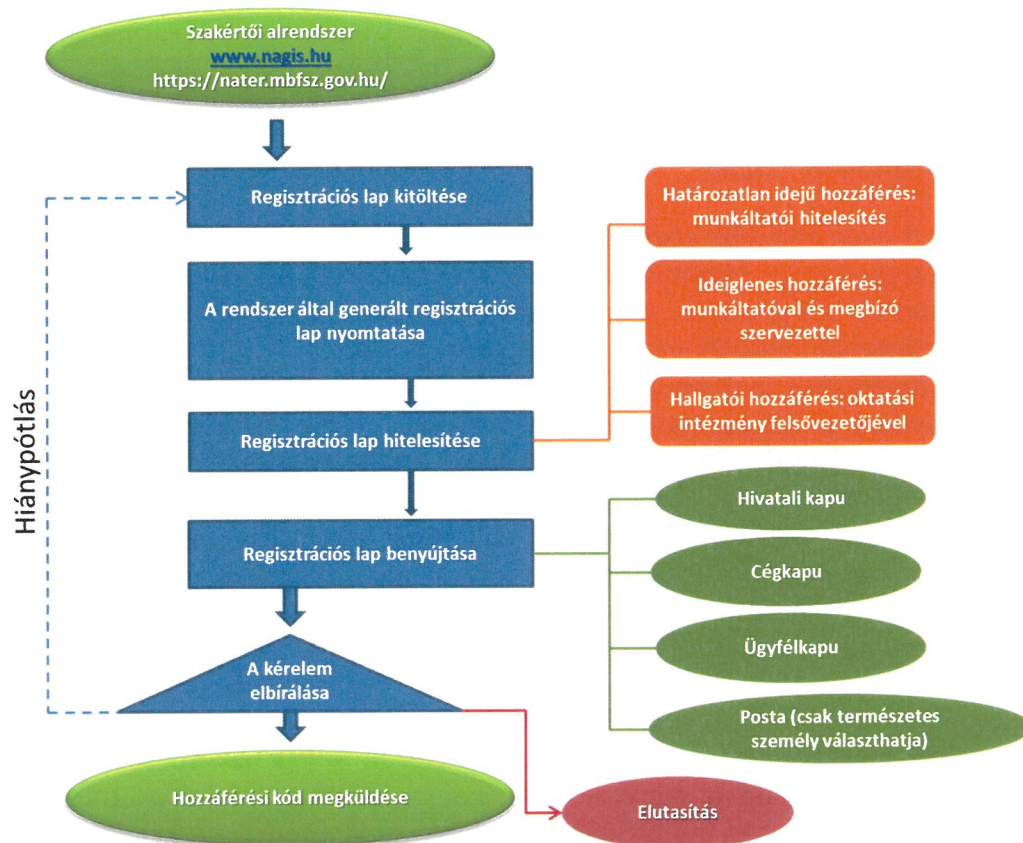 Szakértői alrendszer
www.nagis.hu
https://nater.mbfsz.gov.hu/
Regisztrációs lap kitöltése
A rendszer által generált regisztrációs
lap nyomtatása
Regisztrációs lap hitelesítése
Regisztrációs lap benyújtása
A kérelem
elbírálása
Hozzáférési kód megküldése
Hiánypótlás
Határozatlan idejű hozzáférés:
munkáltatói hitelesítés
Ideiglenes hozzáférés:
munkáltatóval és megbízó
szervezettel
Hallgatói hozzáférés: oktatási
intézmény felsővezetőjével
Hivatali kapu
Cégkapu
Ügyfélkapu
Posta (csak természetes
személy választhatja)
Elutasítás